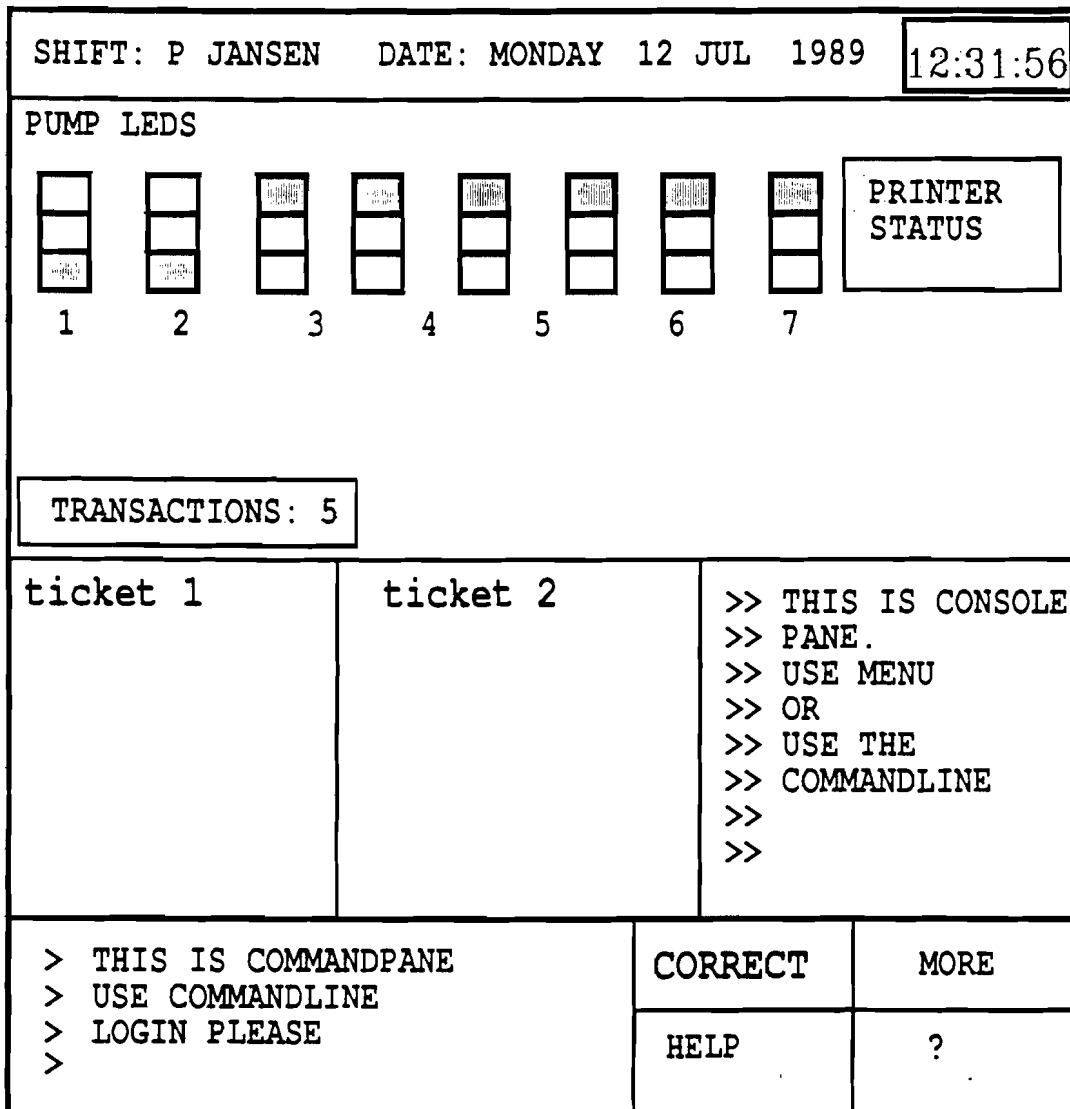 SHIFT: P JANSEN DATE: MONDAY 12 JUL 1989 12:31:56
PUMP LEDS
PRINTER
STATUS
1 2 3 4 5 6 7
TRANSACTIONS: 5
ticket 1
ticket 2
>> THIS IS CONSOLE
>> PANE.
>> USE MENU
>> OR
>> USE THE
>> COMMANDLINE
>>
>>
> THIS IS COMMANDPANE
> USE COMMANDLINE
> LOGIN PLEASE
>
CORRECT MORE
HELP ?